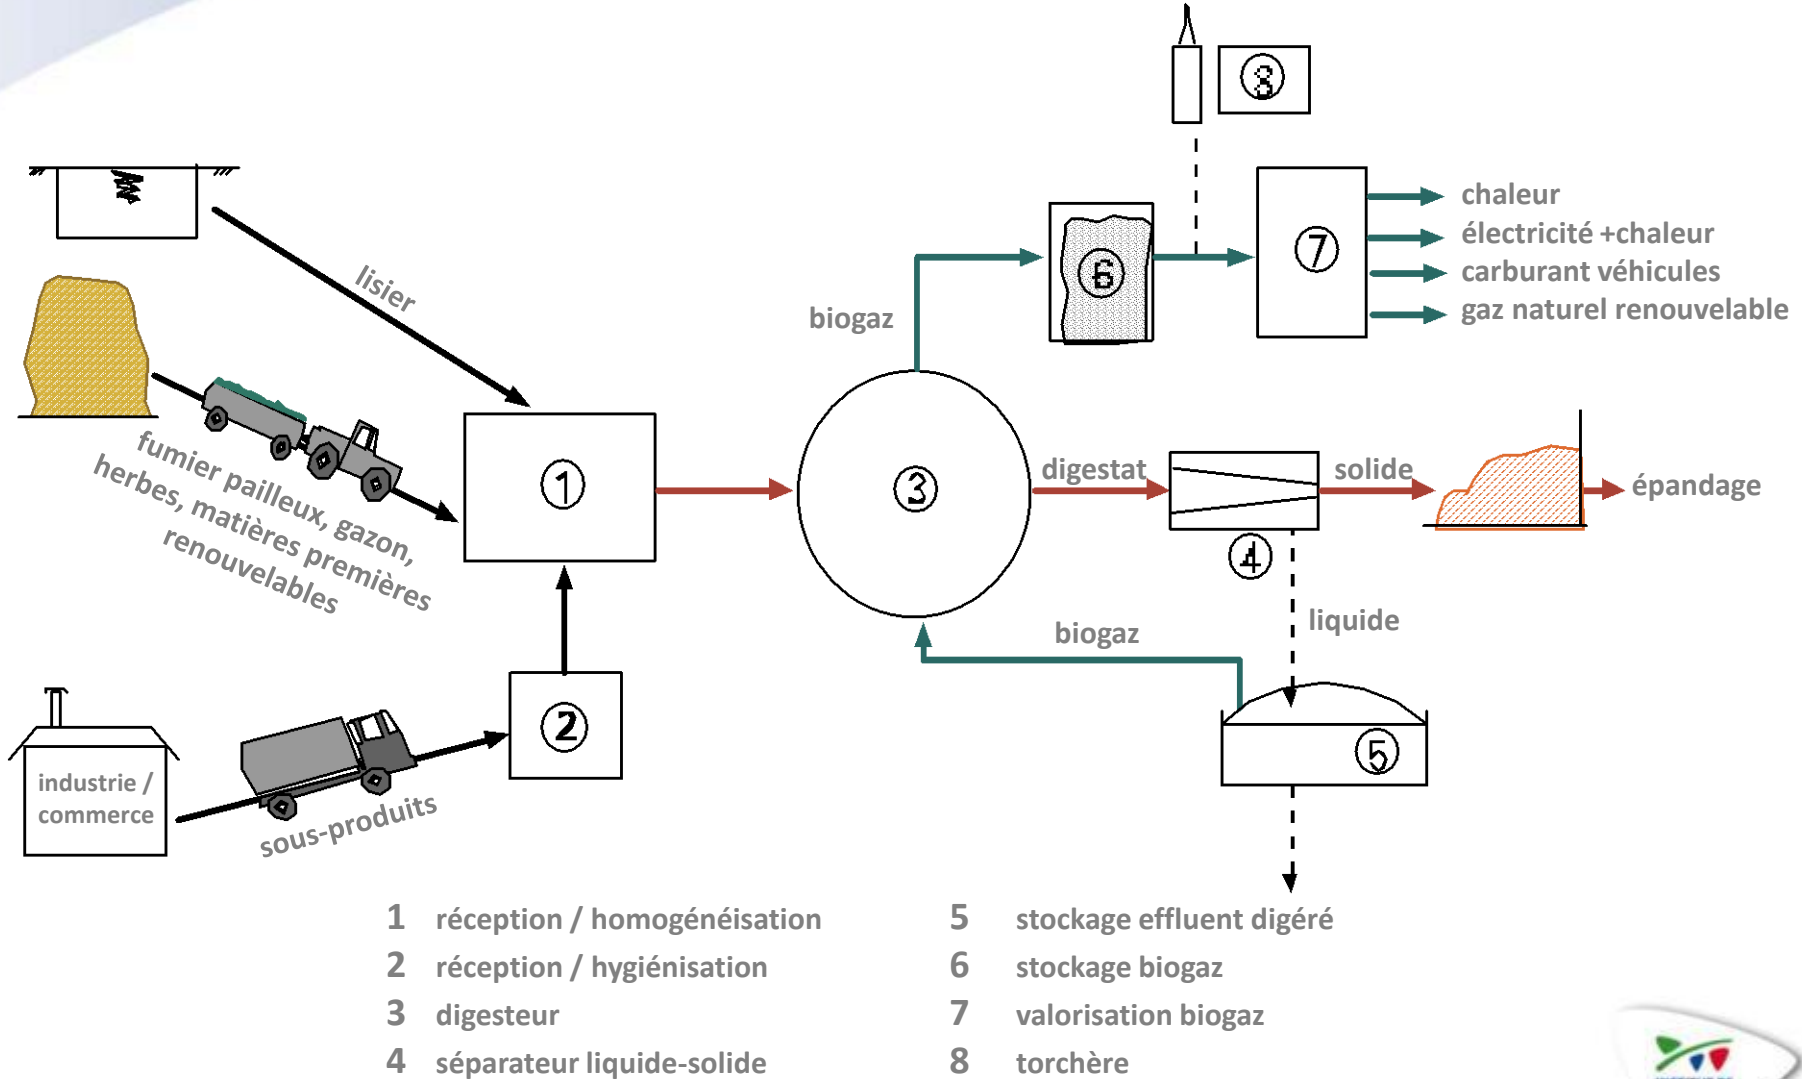 8
chaleur
électricité +chaleur
carburant véhicules
gaz naturel renouvelable
7
6
biogaz
lisier
fumier pailleux, gazon,
herbes, matières premières
renouvelables
1
3
digestat
4
solide
épandage
liquide
biogaz
5
2
industrie /
commerce
sous-produits
1 réception / homogénéisation
2 réception / hygiénisation
3 digesteur
4 séparateur liquide-solide
5 stockage effluent digéré
6 stockage biogaz
7 valorisation biogaz
8 torchère